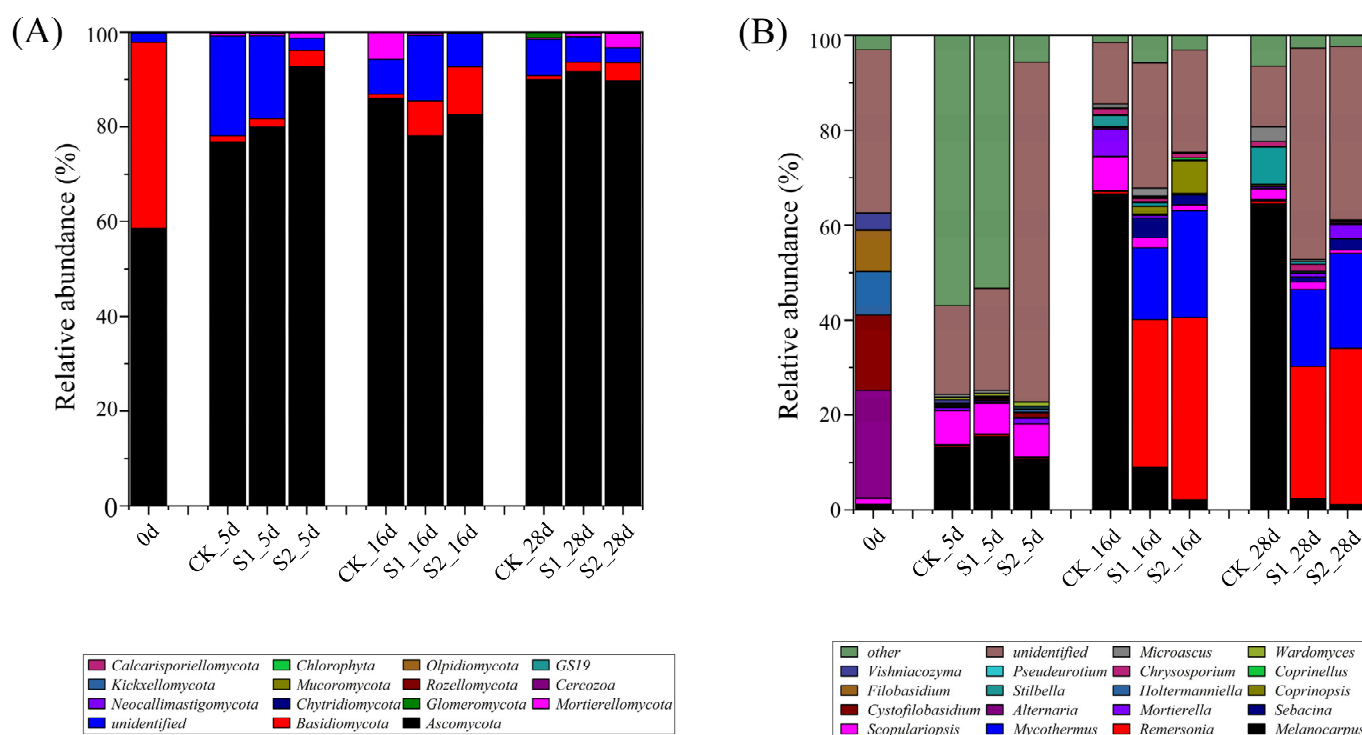 (A)
Relative abundance (%)
100
80
60
40
20
0
0d CK_5d S1_5d S2_5d CK_16d S1_16d S2_16d CK_28d S1_28d S2_28d
Calcarisporiellomycota Chlorophyta Olpidiomycota GS19
Kickxellomycota Mucoromycota Rozellomycota Cercozoa
Neocallimastigomycota Chytridiomycota Glomeromycota Mortierellomycota
unidentified Basidiomycota Ascomycota
(B)
Relative abundance (%)
100
80
60
40
20
0
0d CK_5d S1_5d S2_5d CK_16d S1_16d S2_16d CK_28d S1_28d S2_28d
other unidentified Microascus Wardomyces
Vishniacozyma Pseudeurotium Chrysosporium Coprinellus
Filobasidium Stilbella Holtermanniella Coprinopsis
Cystofilobasidium Alternaria Mortierella Sebacina
Scopulariopsis Mycothermus Remersonia Melanocarpus